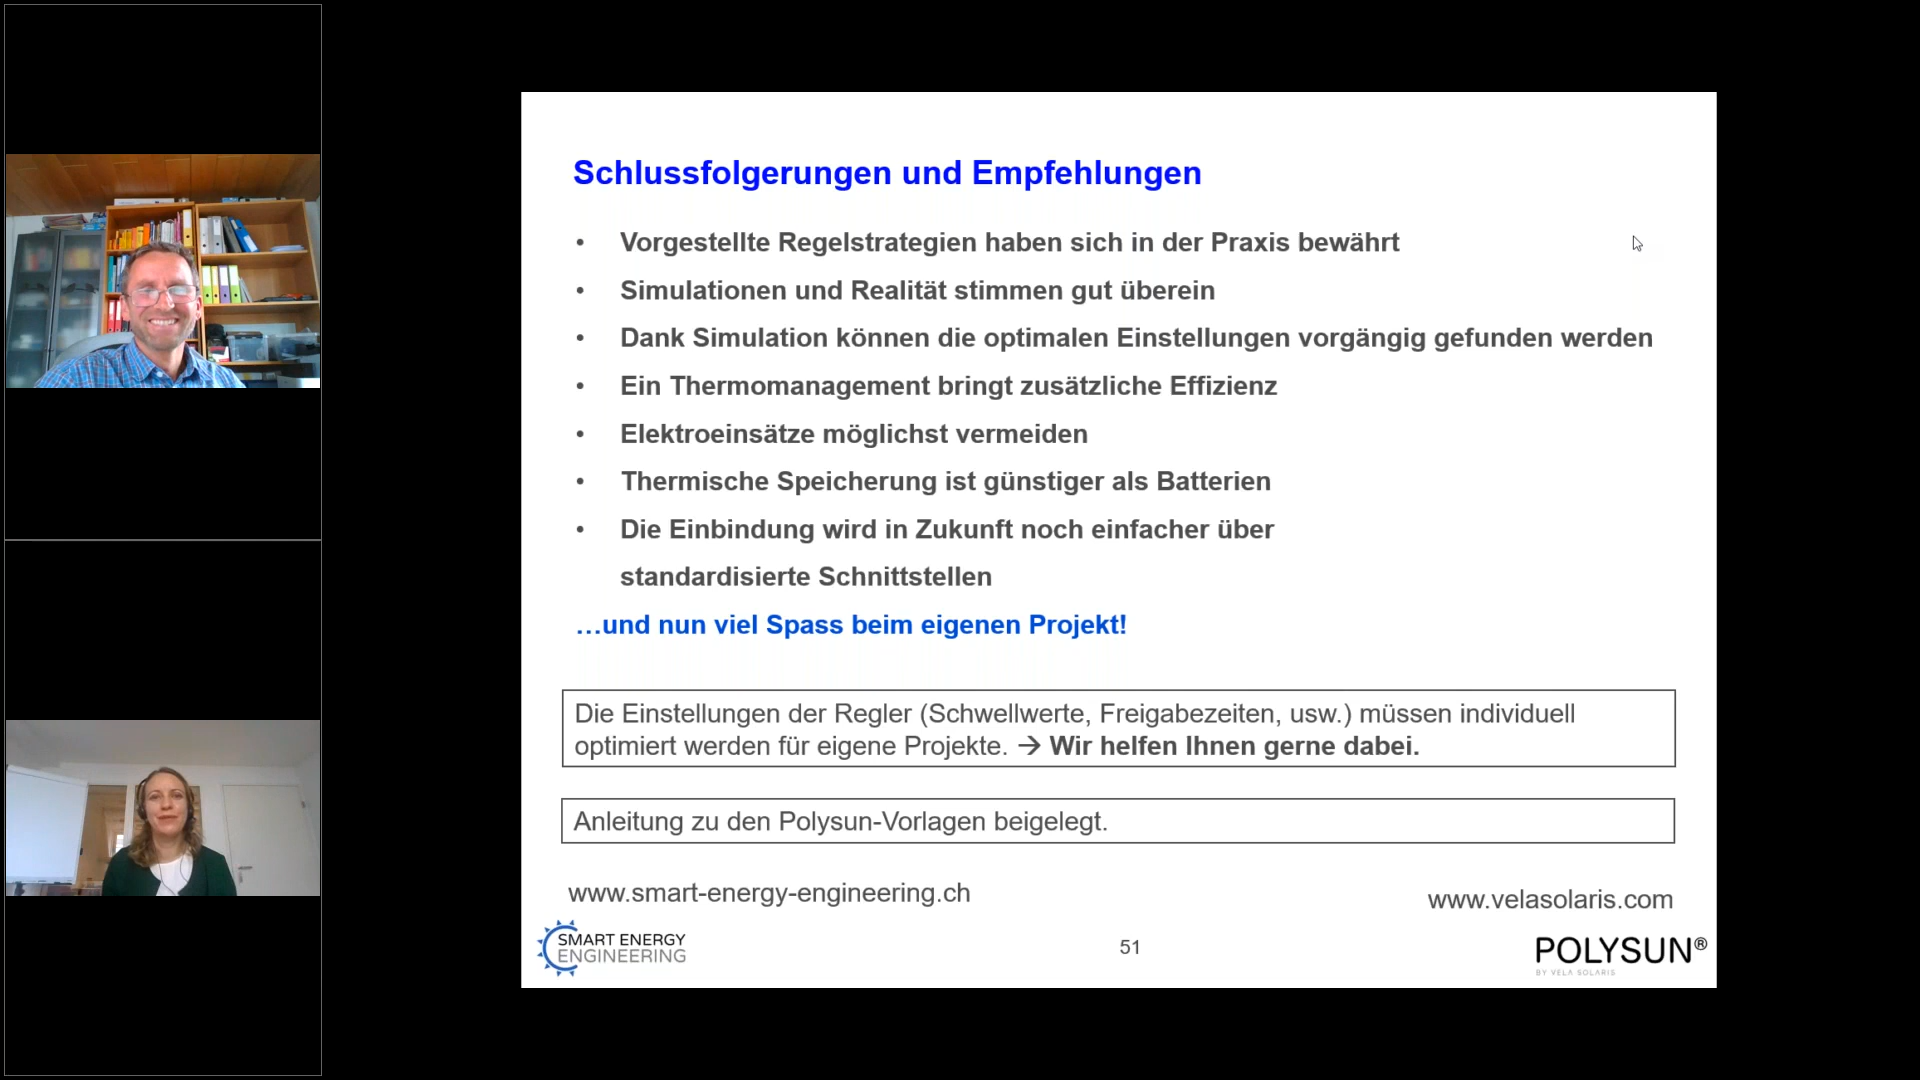 Schlussfolgerungen und Empfehlungen
• Vorgestellte Regelstrategien haben sich in der Praxis bewährt
• Simulationen und Realität stimmen gut überein
• Dank Simulation können die optimalen Einstellungen vorgängig gefunden werden
• Ein Thermomanagement bringt zusätzliche Effizienz
• Elektroeinsätze möglichst vermeiden
• Thermische Speicherung ist günstiger als Batterien
• Die Einbindung wird in Zukunft noch einfacher über
standardisierte Schnittstellen
…und nun viel Spass beim eigenen Projekt!
Die Einstellungen der Regler (Schwellwerte, Freigabezeiten, usw.) müssen individuell
optimiert werden für eigene Projekte. → Wir helfen Ihnen gerne dabei.
Anleitung zu den Polysun-Vorlagen beigelegt.
www.smart-energy-engineering.ch
www.velasolaris.com
SMART ENERGY
ENGINEERING
51
POLYSUN®
BY VELA SOLARIS